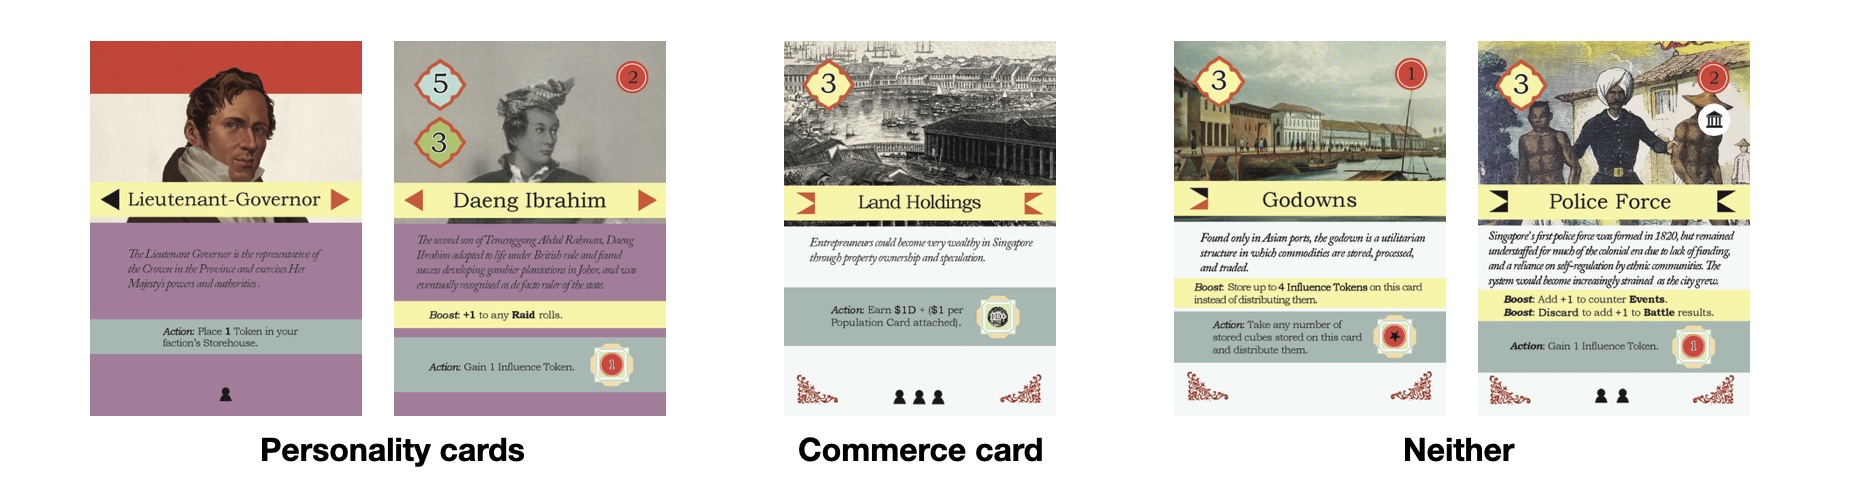 Lieutenant-Governor
The Lieutenant Governor is the representative of
the Crown in the Province and exercises Her
Majesty's powers and authorities .
Action: Place 1 Token in your
faction's Storehouse.
5
2
3
Daeng Ibrahim
The second son of Temenggong Abdul Rahman, Daeng
Ibrahim adapted to life under British rule and found
success developing gambier plantations in Johor, and was
eventually recognised as de facto ruler of the state.
Boost: +1 to any Raid rolls.
Action: Gain 1 Influence Token.
1
Personality cards
3
Land Holdings
Entrepreuneurs could become very wealthy in Singapore
through property ownership and speculation.
Action: Earn $1D + ($1 per
Population Card attached).
1D+
Commerce card
3
1
Godowns
Found only in Asian ports, the godown is a utilitarian
structure in which commodities are stored, processed,
and traded.
Boost: Store up to 4 Influence Tokens on this card
instead of distributing them.
Action: Take any number of
stored cubes stored on this card
and distribute them.
3
2
Police Force
Singapore's first police force was formed in 1820, but remained
understaffed for much of the colonial era due to lack of funding,
and a reliance on self-regulation by ethnic communities. The
system would become increasingly strained as the city grew.
Boost: Add +1 to counter Events.
Boost: Discard to add +1 to Battle results.
Action: Gain 1 Influence Token.
1
Neither